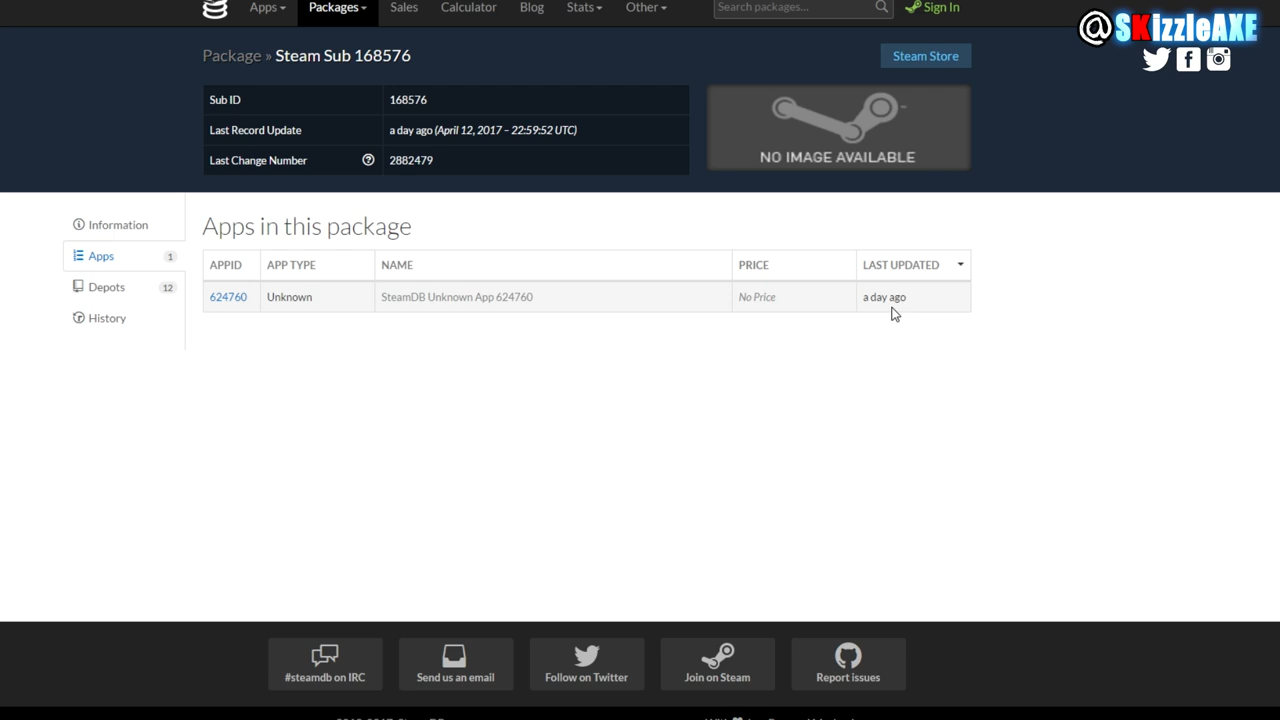 Apps Packages Sales Calculator Blog Stats Other Search packages... Sign In
@SKizzleAXE
Package » Steam Sub 168576
Steam Store
Sub ID 168576
Last Record Update a day ago (April 12, 2017 – 22:59:52 UTC)
Last Change Number 2882479
NO IMAGE AVAILABLE
Information
Apps 1
Depots 12
History
Apps in this package
APPID APP TYPE NAME PRICE LAST UPDATED
624760 Unknown SteamDB Unknown App 624760 No Price a day ago
#steamdb on IRC
Send us an email
Follow on Twitter
Join on Steam
Report issues